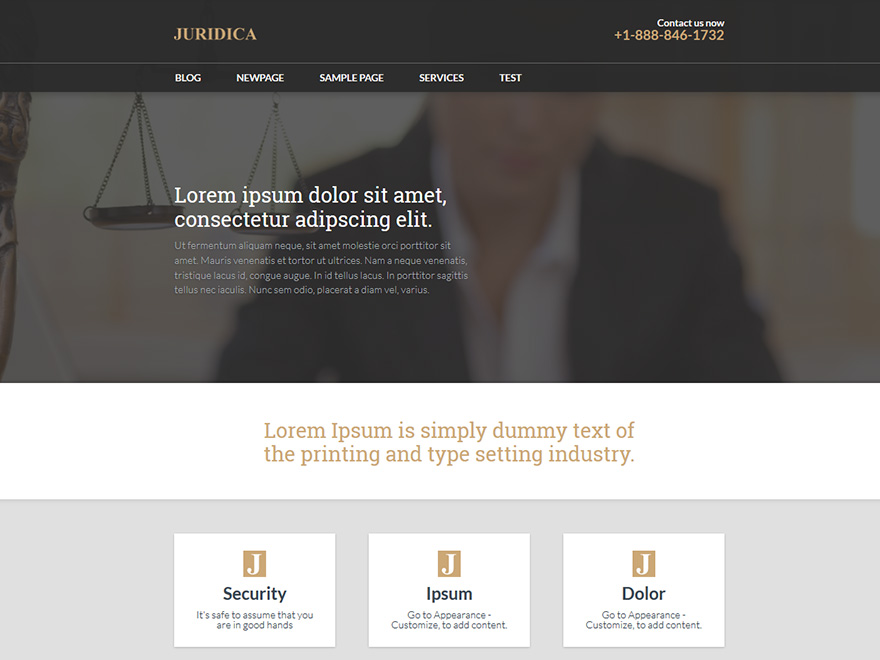 JURIDICA
Contact us now
+1-888-846-1732
BLOG NEWPAGE SAMPLE PAGE SERVICES TEST
Lorem ipsum dolor sit amet,
consectetur adipscing elit.
Ut fermentum aliquam neque, sit amet molestie orci porttitor sit
amet. Mauris venenatis et tortor ut ultrices. Nam a neque venenatis,
tristique lacus id, congue augue. In id tellus lacus. In porttitor sagittis
tellus nec iaculis. Nunc sem odio, placerat a diam vel, varius.
Lorem Ipsum is simply dummy text of
the printing and type setting industry.
J
Security
It's safe to assume that you
are in good hands
J
Ipsum
Go to Appearance -
Customize, to add content.
J
Dolor
Go to Appearance -
Customize, to add content.